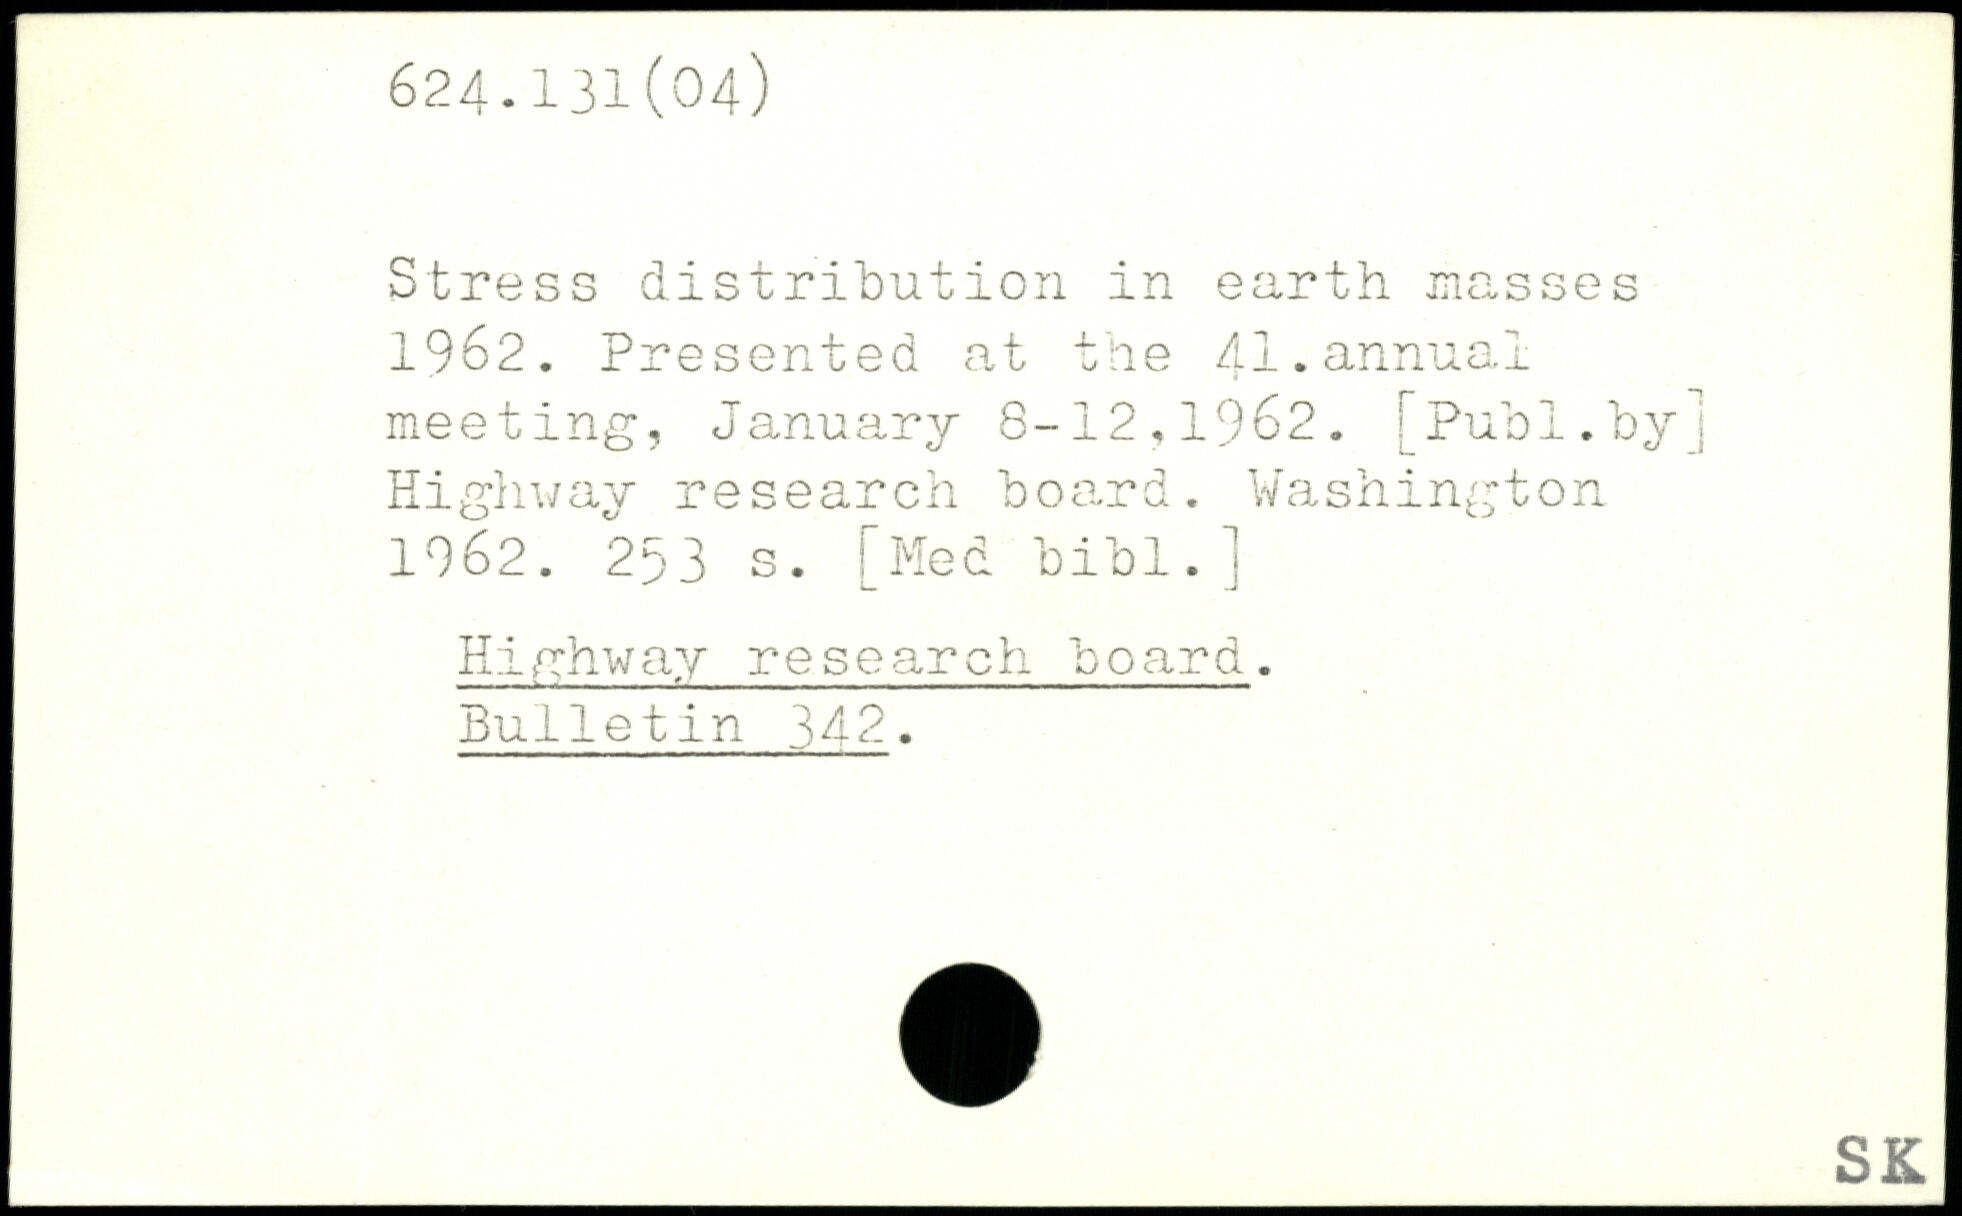 624.131(04)
Stress distribution in earth masses
1962. Presented at the 41.annual
meeting, January 8-12,1962. [Publ.by]
Highway research board. Washington
1962. 253 s. [Med bibl.]
Highway research board.
Bulletin 342.
SK